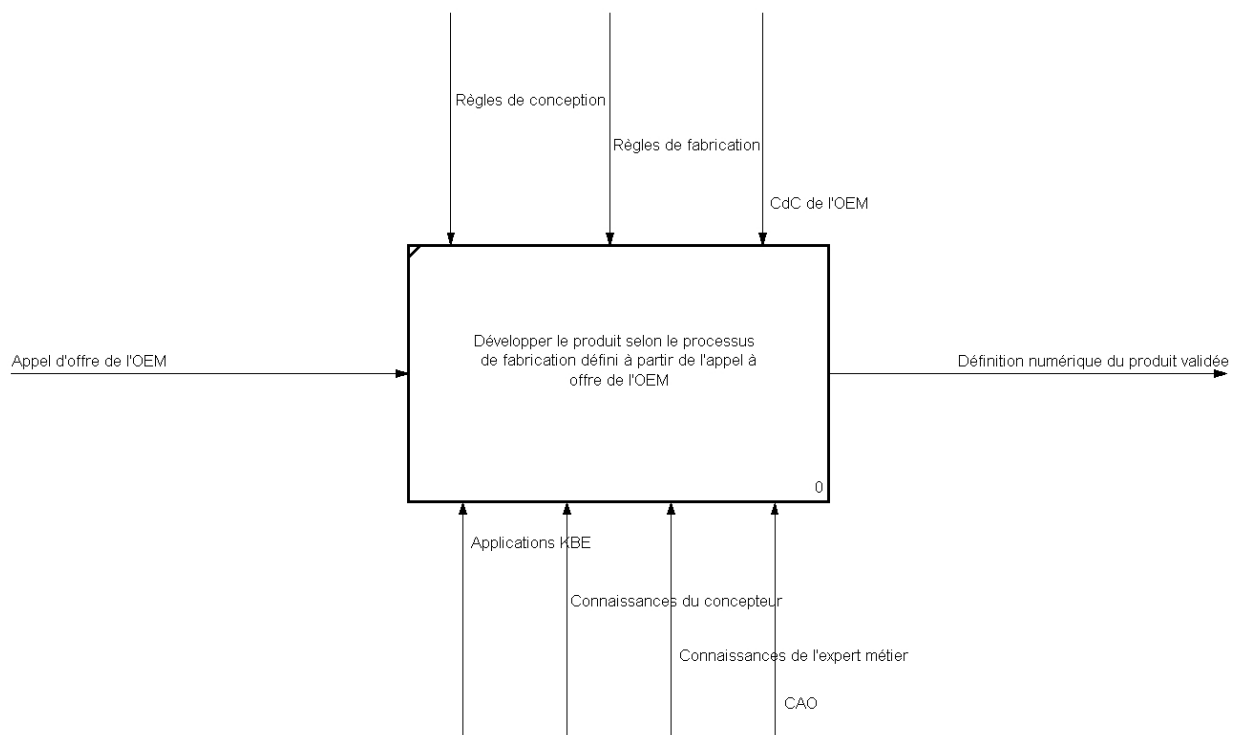 Règles de conception
Règles de fabrication
CdC de l'OEM
Appel d'offre de l'OEM
Développer le produit selon le processus
de fabrication défini à partir de l'appel à
offre de l'OEM
Définition numérique du produit validée
0
Applications KBE
Connaissances du concepteur
Connaissances de l'expert métier
CAO